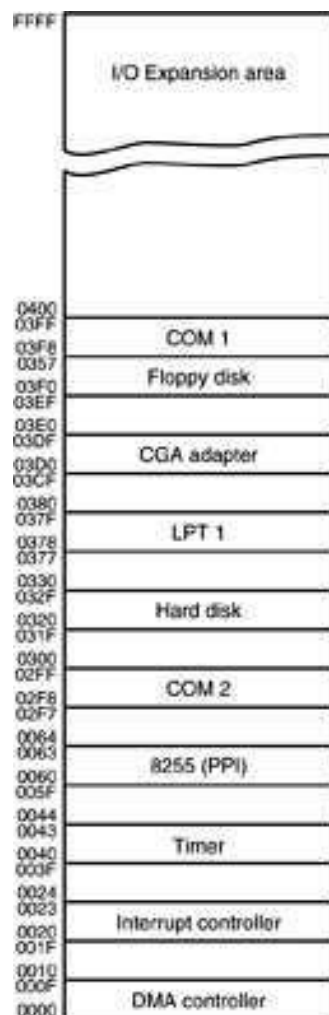 FFFF
I/O Expansion area
0400
03FF
COM 1
03F8
0357
Floppy disk
03F0
03EF
03E0
03DF
CGA adapter
03D0
03CF
0380
037F
LPT 1
0378
0377
0330
032F
Hard disk
0320
031F
0300
02FF
COM 2
02F8
02F7
0064
0063
8255 (PPI)
0060
005F
0044
0043
Timer
0040
003F
0024
0023
Interrupt controller
0020
001F
0010
000F
DMA controller
0000